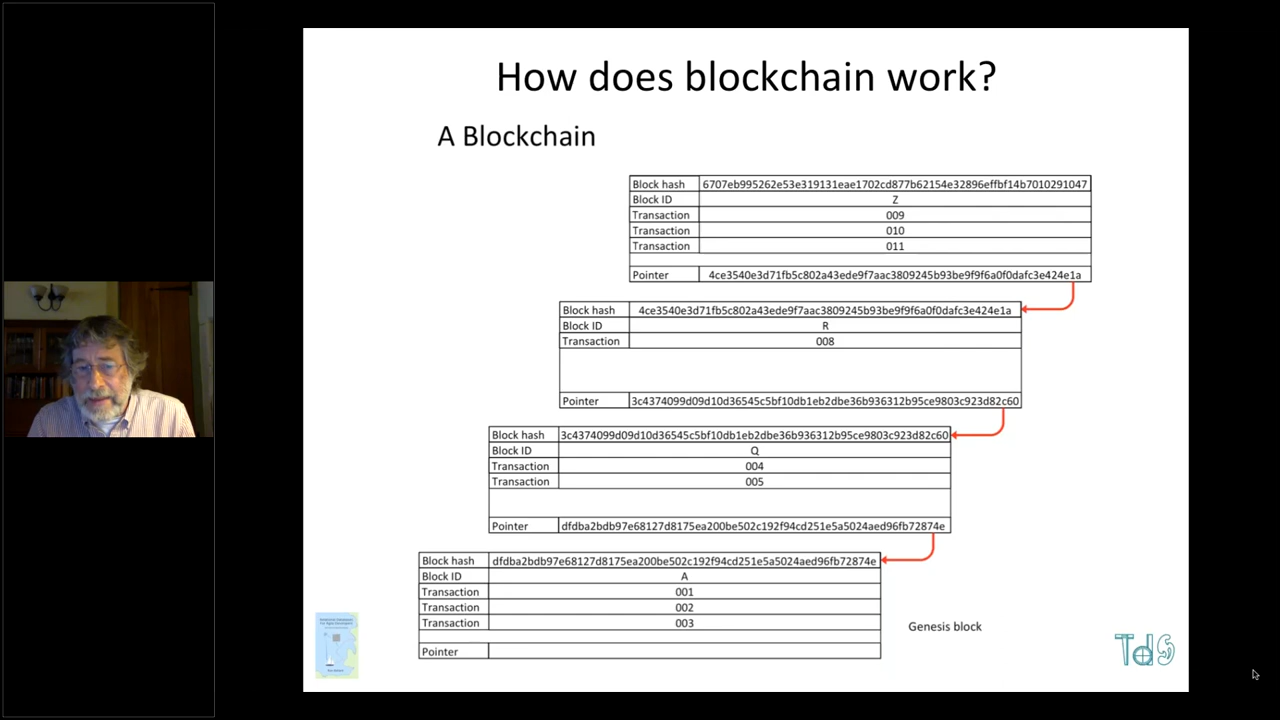 How does blockchain work?
A Blockchain
Block hash 6707eb995262e53e319131eae1702cd877b62154e32896effbf14b7010291047
Block ID Z
Transaction 009
Transaction 010
Transaction 011
Pointer 4ce3540e3d71fb5c802a43ede9f7aac3809245b93be9f9f6a0f0dafc3e424e1a
Block hash 4ce3540e3d71fb5c802a43ede9f7aac3809245b93be9f9f6a0f0dafc3e424e1a
Block ID R
Transaction 008
Pointer 3c4374099d09d10d36545c5bf10db1eb2dbe36b936312b95ce9803c923d82c60
Block hash 3c4374099d09d10d36545c5bf10db1eb2dbe36b936312b95ce9803c923d82c60
Block ID Q
Transaction 004
Transaction 005
Pointer dfdba2bdb97e68127d8175ea200be502c192f94cd251e5a5024aed96fb72874e
Block hash dfdba2bdb97e68127d8175ea200be502c192f94cd251e5a5024aed96fb72874e
Block ID A
Transaction 001
Transaction 002
Transaction 003
Pointer
Genesis block
TdS